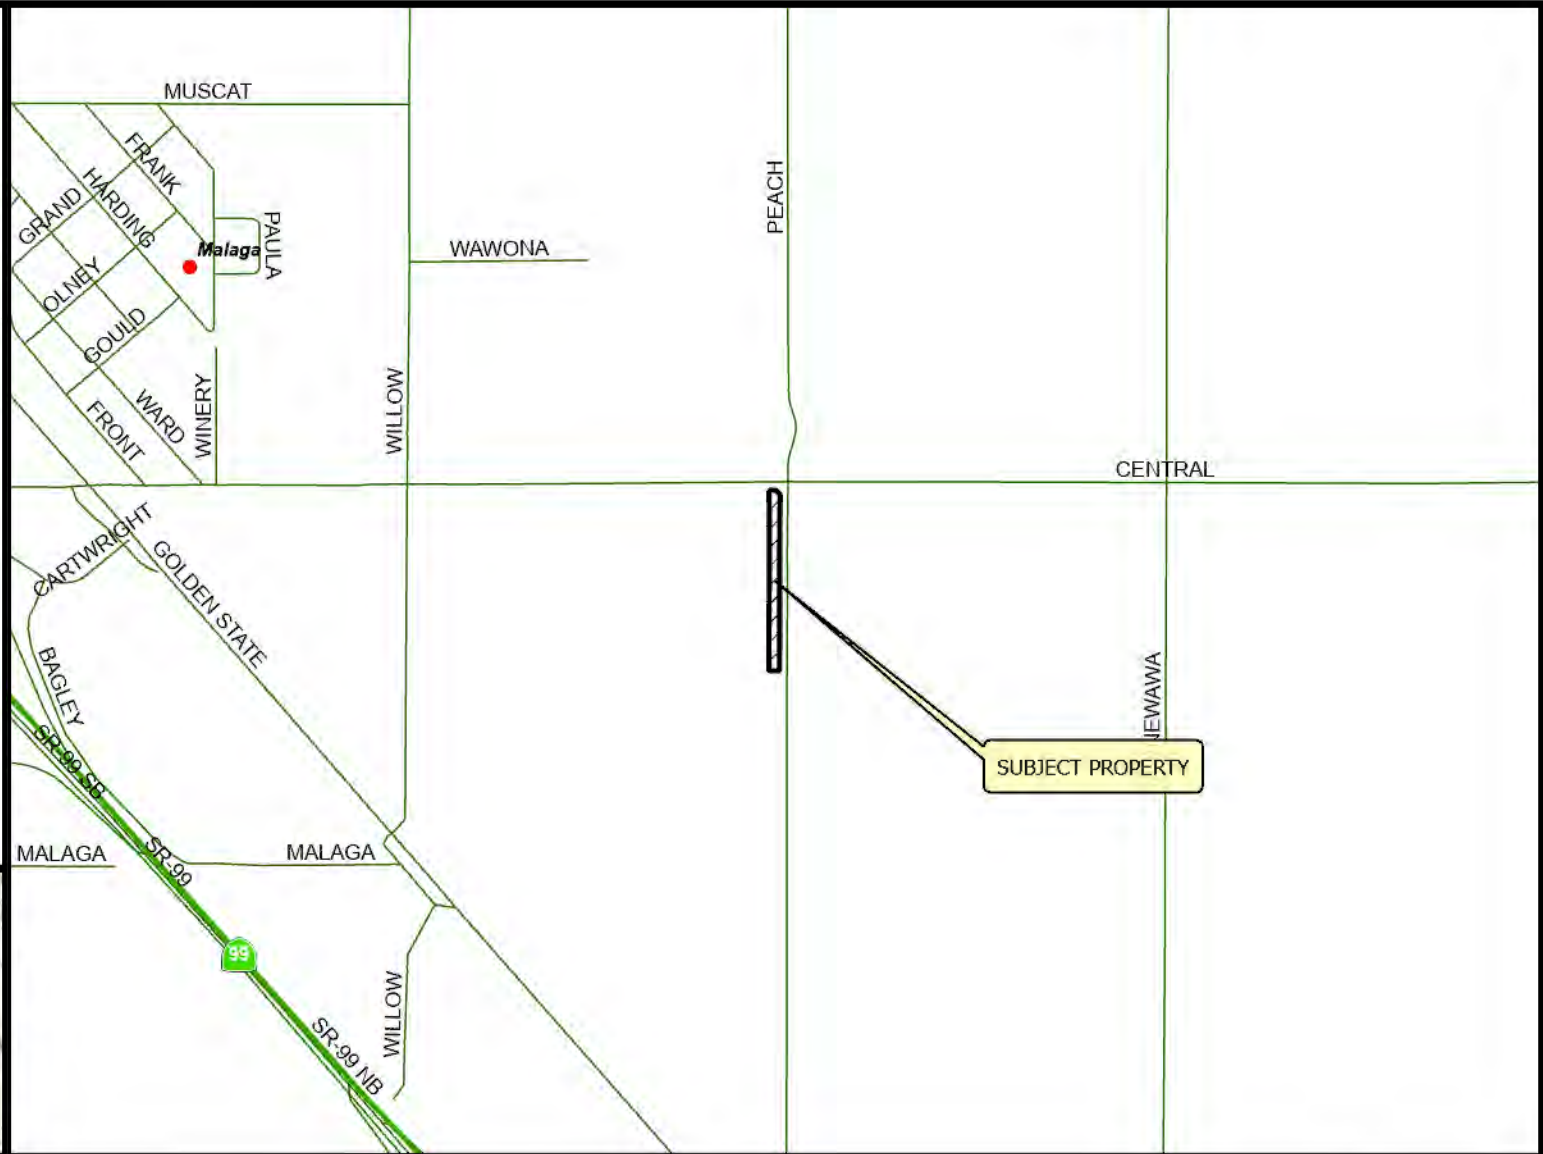 MUSCAT
FRANK
HARDING
GRAND
PEACH
PAULA
Malaga
WAWONA
OLNEY
GOULD
WARD
FRONT
WINERY
WILLOW
CENTRAL
CARTWRIGHT
GOLDEN STATE
BAGLEY
NEWAWA
SR-99 SB
SUBJECT PROPERTY
MALAGA
MALAGA
SR-99
99
WILLOW
SR-99 NB